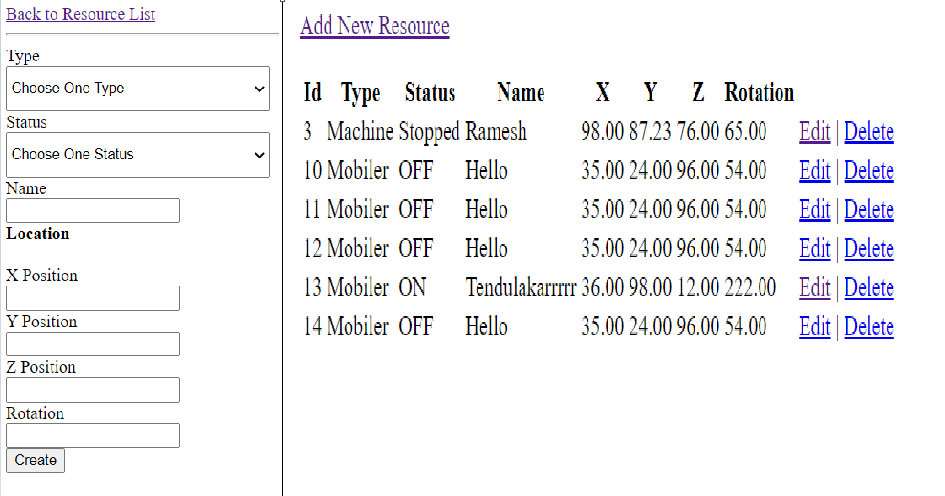 Back to Resource List
Type
Choose One Type
Status
Choose One Status
Name
Location
X Position
Y Position
Z Position
Rotation
Create
Add New Resource
Id Type Status Name X Y Z Rotation
3 Machine Stopped Ramesh 98.00 87.23 76.00 65.00 Edit | Delete
10 Mobiler OFF Hello 35.00 24.00 96.00 54.00 Edit | Delete
11 Mobiler OFF Hello 35.00 24.00 96.00 54.00 Edit | Delete
12 Mobiler OFF Hello 35.00 24.00 96.00 54.00 Edit | Delete
13 Mobiler ON Tendulakarrrrr 36.00 98.00 12.00 222.00 Edit | Delete
14 Mobiler OFF Hello 35.00 24.00 96.00 54.00 Edit | Delete